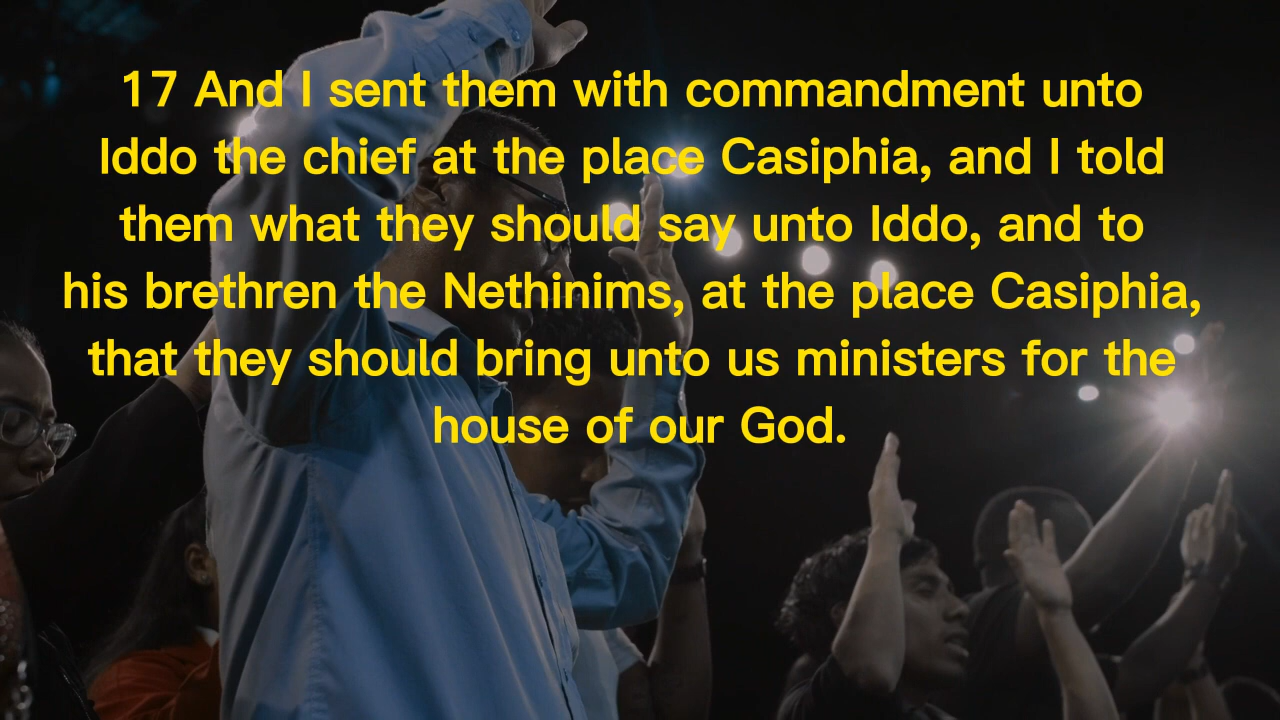 17 And I sent them with commandment unto
Iddo the chief at the place Casiphia, and I told
them what they should say unto Iddo, and to
his brethren the Nethinims, at the place Casiphia,
that they should bring unto us ministers for the
house of our God.